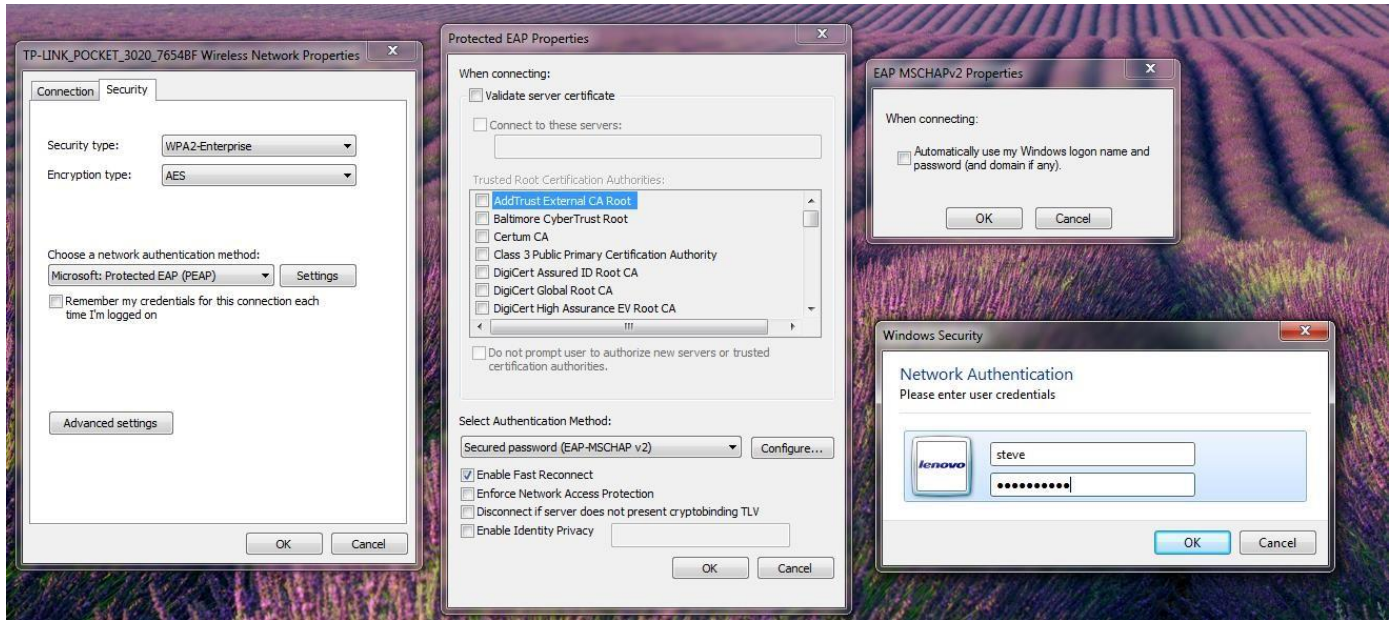 TP-LINK_POCKET_3020_7654BF Wireless Network Properties
X
Connection
Security
Security type:
WPA2-Enterprise
Encryption type:
AES
Choose a network authentication method:
Microsoft: Protected EAP (PEAP)
Settings
Remember my credentials for this connection each
time I'm logged on
Advanced settings
OK
Cancel
Protected EAP Properties
X
When connecting:
Validate server certificate
Connect to these servers:
Trusted Root Certification Authorities:
AddTrust External CA Root
Baltimore CyberTrust Root
Certum CA
Class 3 Public Primary Certification Authority
DigiCert Assured ID Root CA
DigiCert Global Root CA
DigiCert High Assurance EV Root CA
Do not prompt user to authorize new servers or trusted
certification authorities.
Select Authentication Method:
Secured password (EAP-MSCHAP v2)
Configure...
Enable Fast Reconnect
Enforce Network Access Protection
Disconnect if server does not present cryptobinding TLV
Enable Identity Privacy
OK
Cancel
EAP MSCHAPv2 Properties
X
When connecting:
Automatically use my Windows logon name and
password (and domain if any).
OK
Cancel
Windows Security
X
Network Authentication
Please enter user credentials
lenovo
steve
●●●●●●●●●●
OK
Cancel